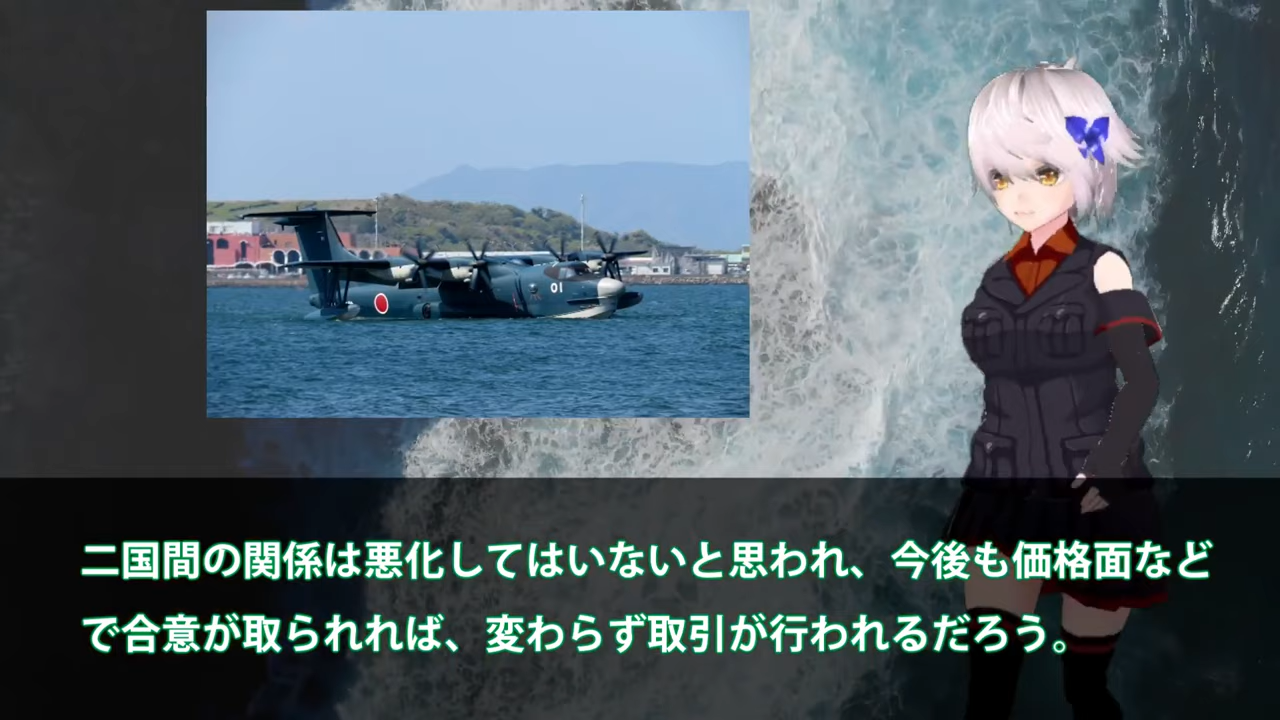 01
二国間の関係は悪化してはいないと思われ、今後も価格面など
で合意が取られれば、変わらず取引が行われるだろう。